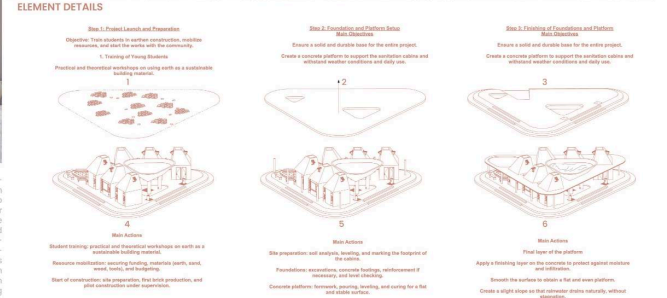 ELEMENT DETAILS
Step 1: Project Launch and Preparation
Objective: Train students in earthen construction, mobilize
resources, and start the works with the community.
1. Training of Young Students
Practical and theoretical workshops on using earth as a sustainable
building material.
1
4
Main Actions
Student training: practical and theoretical workshops on earth as a
sustainable building material.
Resource mobilization: securing funding, materials (earth, sand,
wood, tools), and budgeting.
Start of construction: site preparation, first brick production, and
pilot construction under supervision.
Step 2: Foundation and Platform Setup
Main Objectives
Ensure a solid and durable base for the entire project.
Create a concrete platform to support the sanitation cabins and
withstand weather conditions and daily use.
2
5
Main Actions
Site preparation: soil analysis, leveling, and marking the footprint of
the cabins.
Foundations: excavations, concrete footings, reinforcement if
necessary, and level checking.
Concrete platform: formwork, pouring, leveling, and curing for a flat
and stable surface.
Step 3: Finishing of Foundations and Platform
Main Objectives
Ensure a solid and durable base for the entire project.
Create a concrete platform to support the sanitation cabins and
withstand weather conditions and daily use.
3
6
Main Actions
Final layer of the platform
Apply a finishing layer on the concrete to protect against moisture
and infiltration.
Smooth the surface to obtain a flat and even platform.
Create a slight slope so that rainwater drains naturally, without